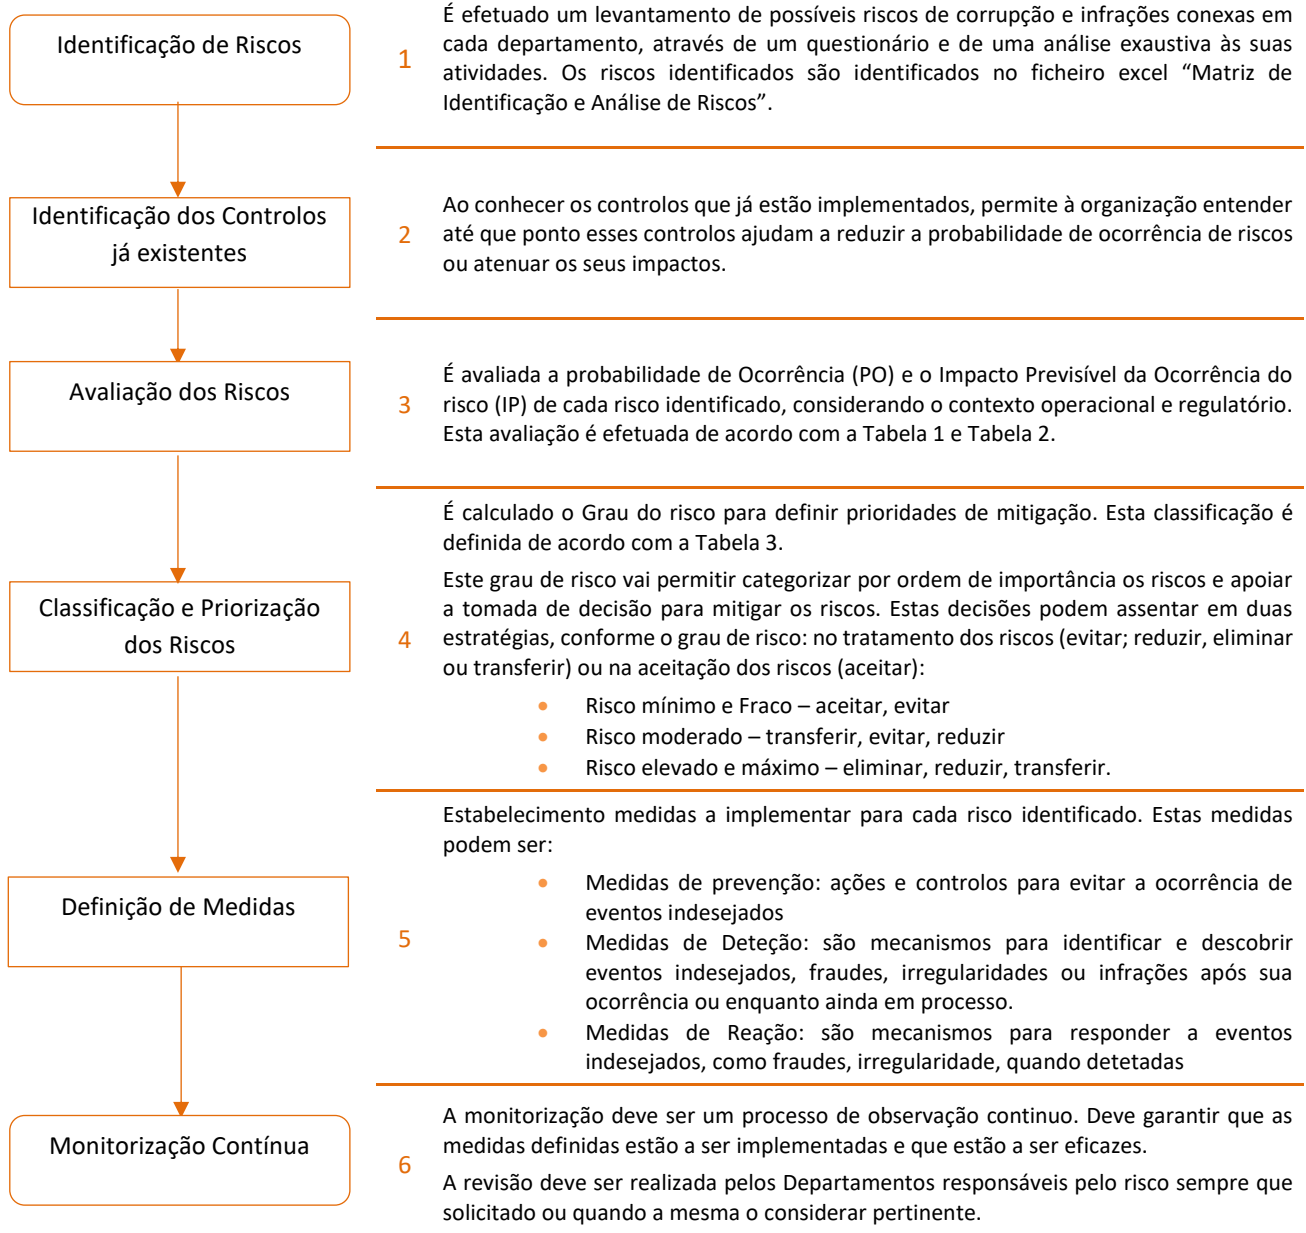 Identificação de Riscos
1
É efetuado um levantamento de possíveis riscos de corrupção e infrações conexas em
cada departamento, através de um questionário e de uma análise exaustiva às suas
atividades. Os riscos identificados são identificados no ficheiro excel “Matriz de
Identificação e Análise de Riscos”.
Identificação dos Controlos
já existentes
2
Ao conhecer os controlos que já estão implementados, permite à organização entender
até que ponto esses controlos ajudam a reduzir a probabilidade de ocorrência de riscos
ou atenuar os seus impactos.
Avaliação dos Riscos
3
É avaliada a probabilidade de Ocorrência (PO) e o Impacto Previsível da Ocorrência do
risco (IP) de cada risco identificado, considerando o contexto operacional e regulatório.
Esta avaliação é efetuada de acordo com a Tabela 1 e Tabela 2.
Classificação e Priorização
dos Riscos
4
É calculado o Grau do risco para definir prioridades de mitigação. Esta classificação é
definida de acordo com a Tabela 3.
Este grau de risco vai permitir categorizar por ordem de importância os riscos e apoiar
a tomada de decisão para mitigar os riscos. Estas decisões podem assentar em duas
estratégias, conforme o grau de risco: no tratamento dos riscos (evitar; reduzir, eliminar
ou transferir) ou na aceitação dos riscos (aceitar):
• Risco mínimo e Fraco – aceitar, evitar
• Risco moderado – transferir, evitar, reduzir
• Risco elevado e máximo – eliminar, reduzir, transferir.
Definição de Medidas
5
Estabelecimento medidas a implementar para cada risco identificado. Estas medidas
podem ser:
• Medidas de prevenção: ações e controlos para evitar a ocorrência de
eventos indesejados
• Medidas de Deteção: são mecanismos para identificar e descobrir
eventos indesejados, fraudes, irregularidades ou infrações após sua
ocorrência ou enquanto ainda em processo.
• Medidas de Reação: são mecanismos para responder a eventos
indesejados, como fraudes, irregularidade, quando detetadas
Monitorização Contínua
6
A monitorização deve ser um processo de observação continuo. Deve garantir que as
medidas definidas estão a ser implementadas e que estão a ser eficazes.
A revisão deve ser realizada pelos Departamentos responsáveis pelo risco sempre que
solicitado ou quando a mesma o considerar pertinente.